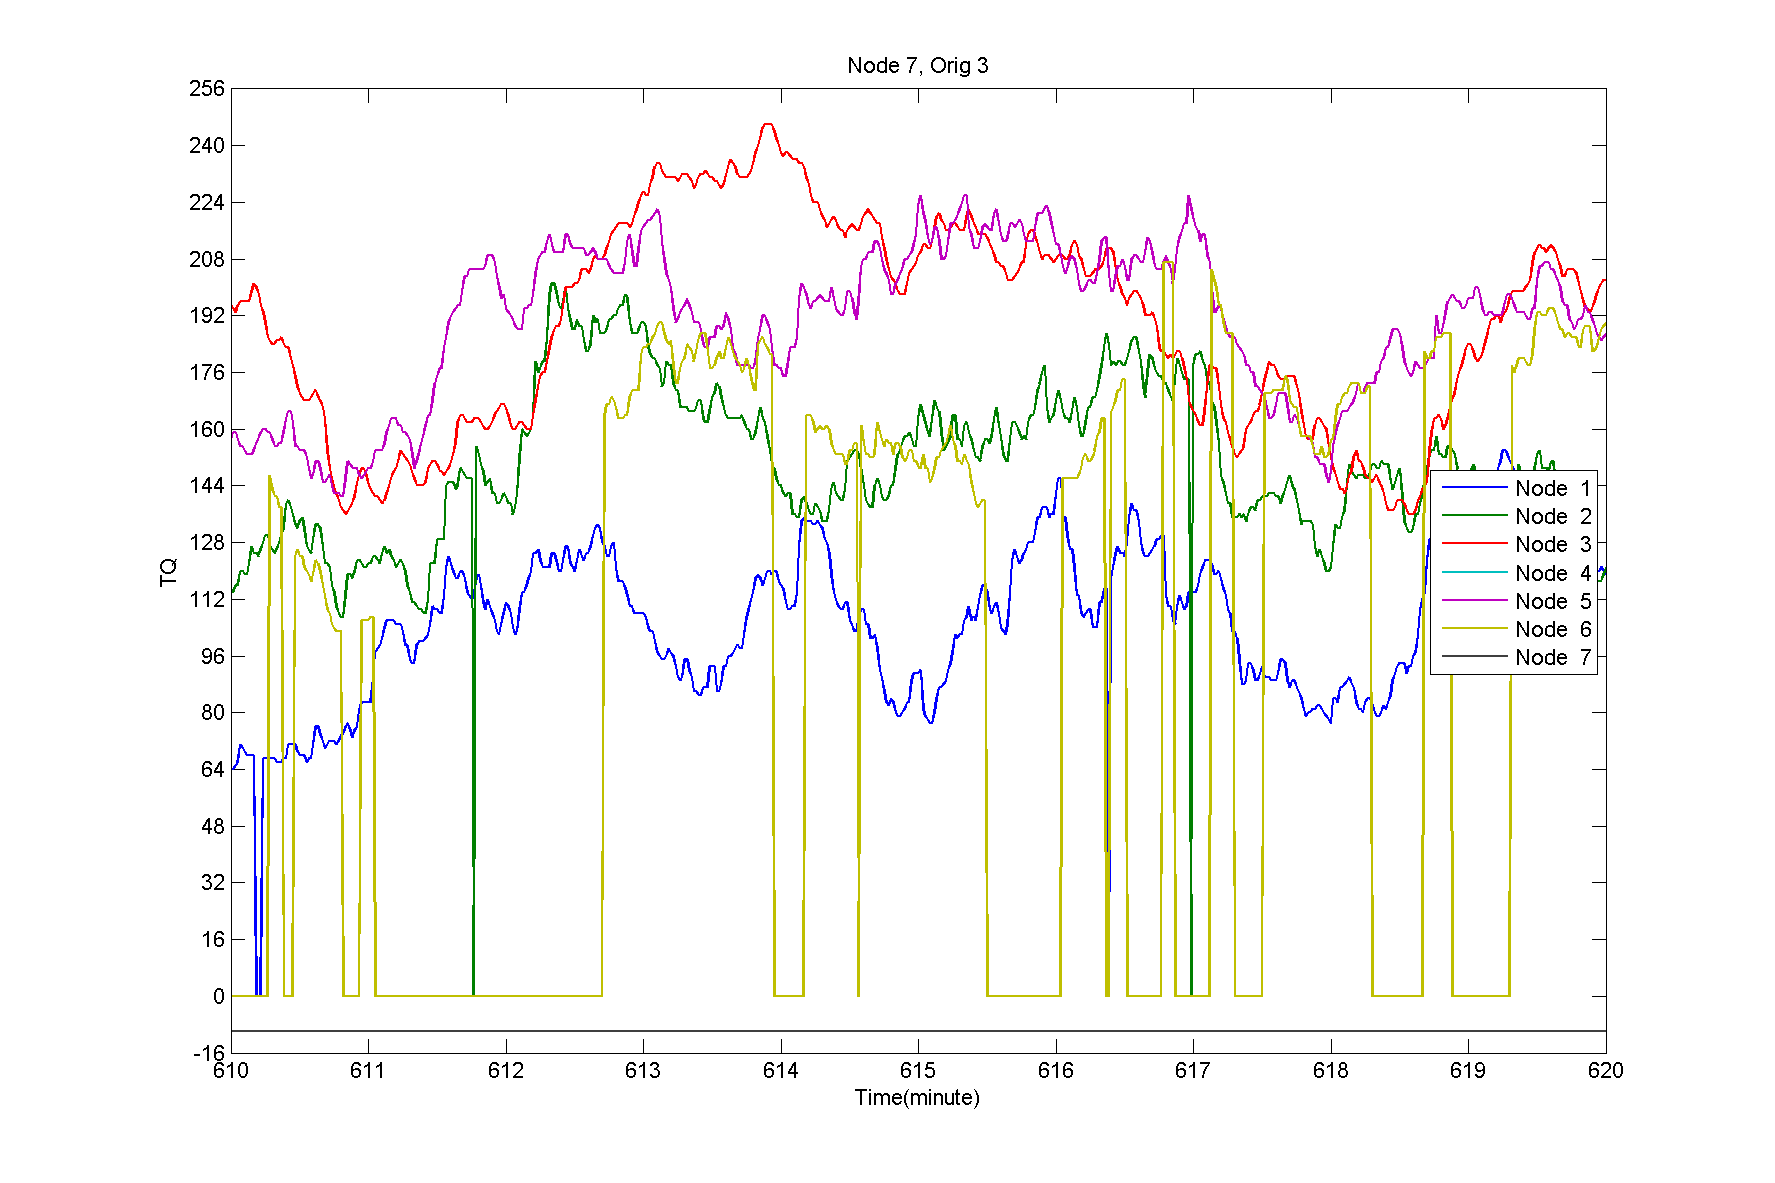 Node 7, Orig 3
256
240
224
208
192
176
160
144
128
112
96
80
64
48
32
16
0
-16
TQ
Node 1
Node 2
Node 3
Node 4
Node 5
Node 6
Node 7
610 611 612 613 614 615 616 617 618 619 620
Time(minute)